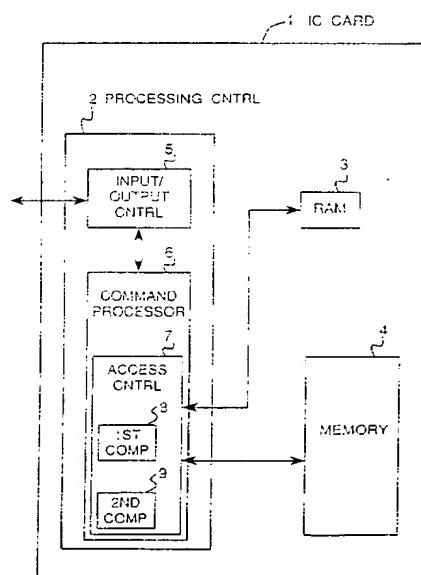 1 IC CARD
2 PROCESSING CNTRL
5
INPUT/
OUTPUT
CNTRL
3
RAM
6
COMMAND
PROCESSOR
7
ACCESS
CNTRL
8
1ST
COMP
9
2ND
COMP
4
MEMORY